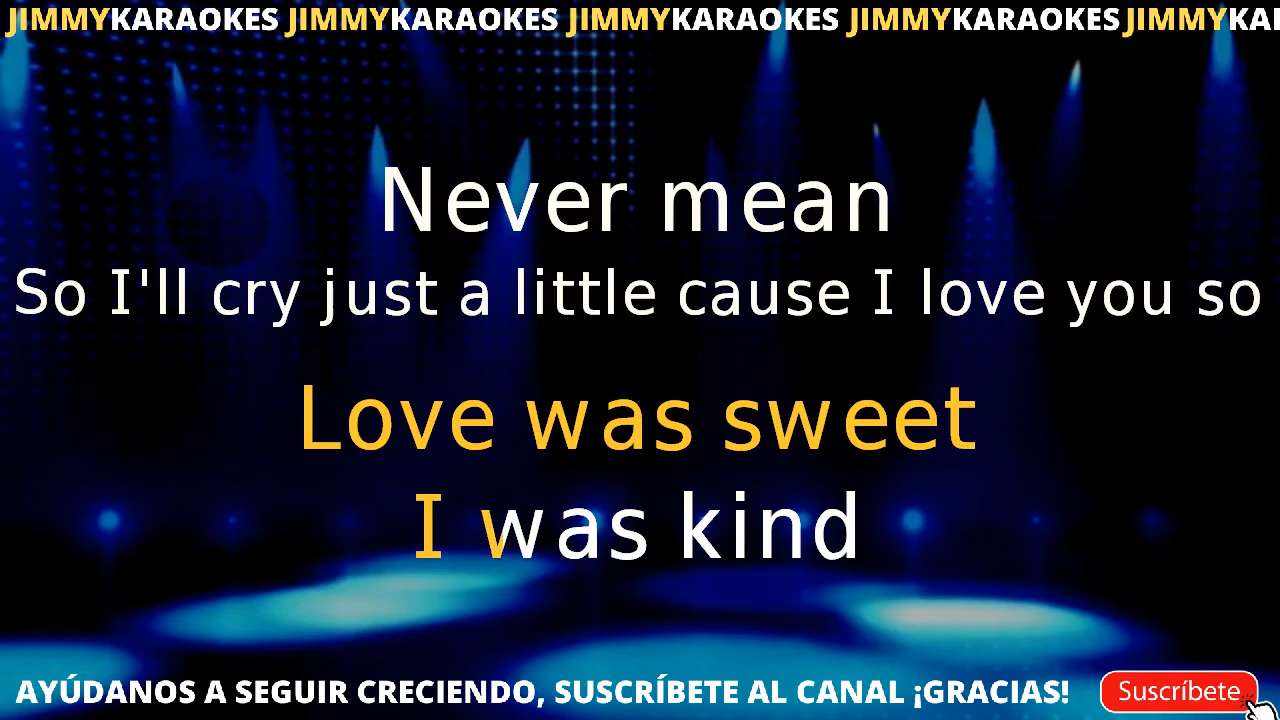 JIMMYKARAOKES JIMMYKARAOKES JIMMYKARAOKES JIMMYKARAOKES JIMMYKA
Never mean
So I'll cry just a little cause I love you so
Love was sweet
I was kind
AYÚDANOS A SEGUIR CRECIENDO, SUSCRÍBETE AL CANAL ¡GRACIAS!
Suscríbete